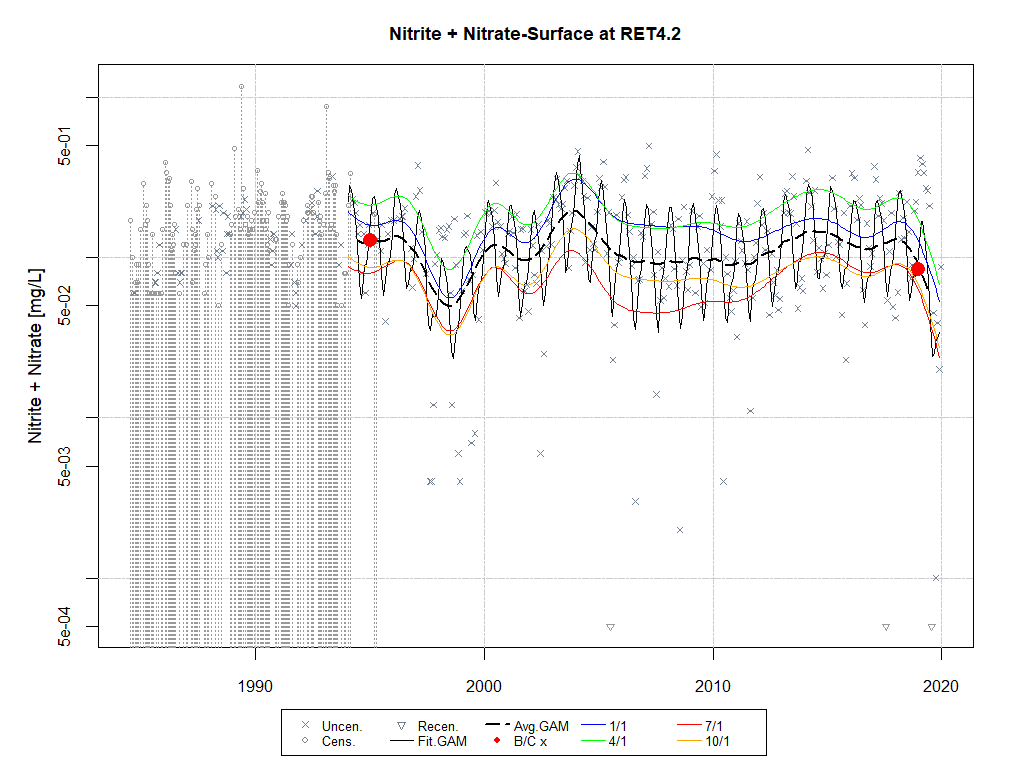 Nitrite + Nitrate-Surface at RET4.2
Nitrite + Nitrate [mg/L]
5e-01
5e-02
5e-03
5e-04
1990 2000 2010 2020
Uncen. Recen. Avg.GAM 1/1 7/1
Cens. Fit.GAM B/C x 4/1 10/1